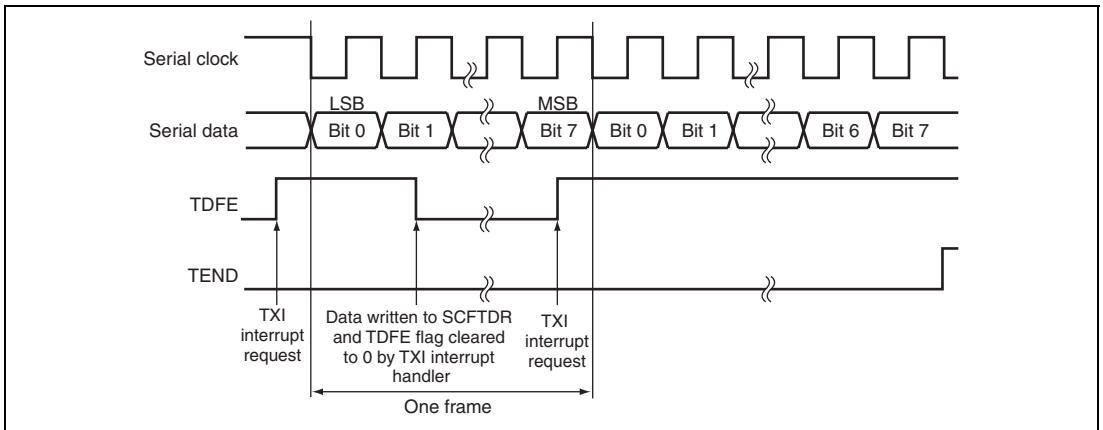 Serial clock
LSB
MSB
Serial data
Bit 0
Bit 1
Bit 7
Bit 0
Bit 1
Bit 6
Bit 7
TDFE
TEND
TXI
interrupt
request
Data written to SCFTDR
and TDFE flag cleared
to 0 by TXI interrupt
handler
TXI
interrupt
request
One frame